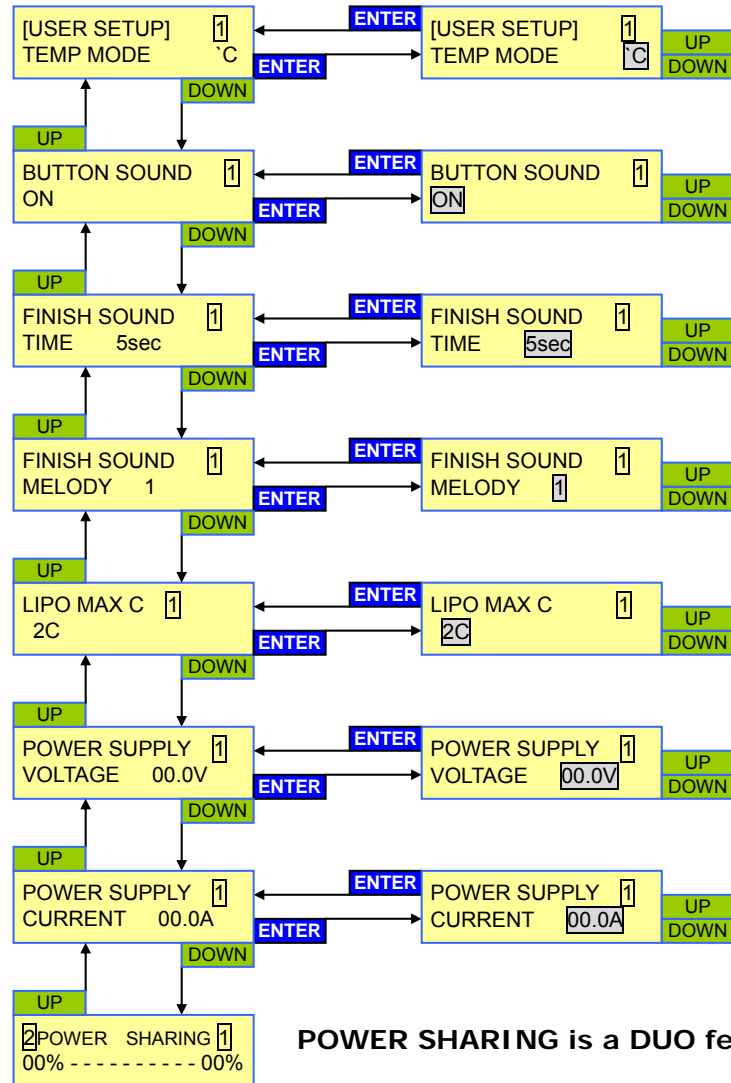 [USER SETUP] 1
TEMP MODE `C
ENTER
ENTER
[USER SETUP] 1
TEMP MODE `C
UP
DOWN
DOWN
UP
BUTTON SOUND 1
ON
ENTER
ENTER
BUTTON SOUND 1
ON
UP
DOWN
DOWN
UP
FINISH SOUND 1
TIME 5sec
ENTER
ENTER
FINISH SOUND 1
TIME 5sec
UP
DOWN
DOWN
UP
FINISH SOUND 1
MELODY 1
ENTER
ENTER
FINISH SOUND 1
MELODY 1
UP
DOWN
DOWN
UP
LIPO MAX C 1
2C
ENTER
ENTER
LIPO MAX C 1
2C
UP
DOWN
DOWN
UP
POWER SUPPLY 1
VOLTAGE 00.0V
ENTER
ENTER
POWER SUPPLY 1
VOLTAGE 00.0V
UP
DOWN
DOWN
UP
POWER SUPPLY 1
CURRENT 00.0A
ENTER
ENTER
POWER SUPPLY 1
CURRENT 00.0A
UP
DOWN
DOWN
UP
2POWER SHARING 1
00% - - - - - - - - - - 00%
POWER SHARING is a DUO fe